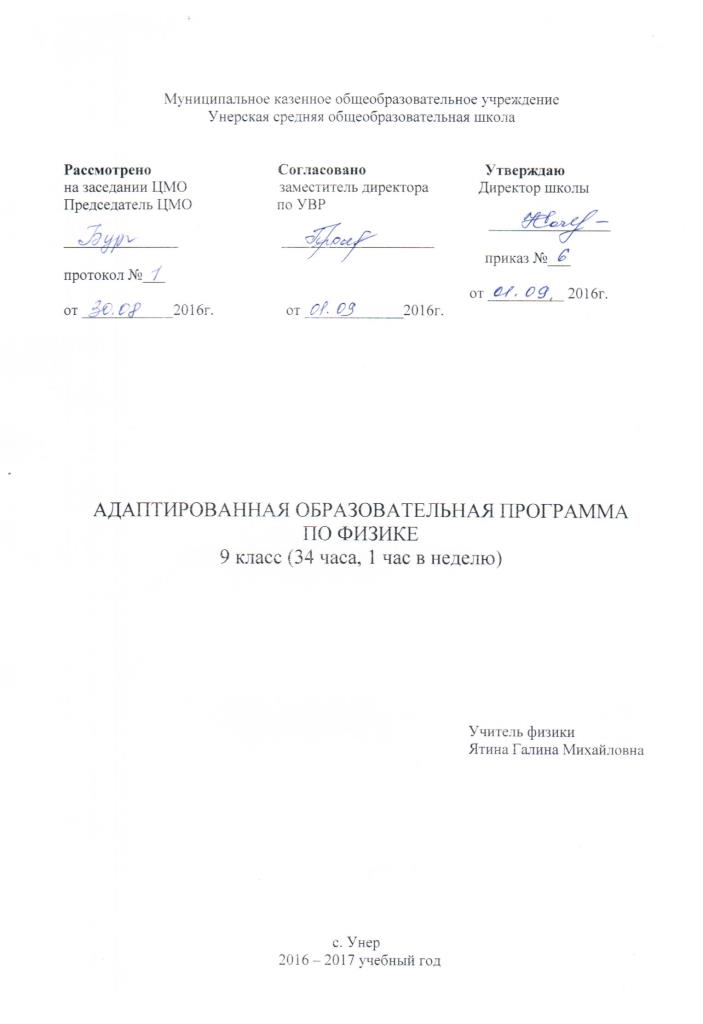 Муниципальное казенное общеобразовательное учреждение
Унерская средняя общеобразовательная школа
Рассмотрено
на заседании ЦМО
Председатель ЦМО
протокол № 1
от 30.08 2016г.
Согласовано
заместитель директора
по УВР
от 01.09 2016г.
Утверждаю
Директор школы
приказ № 6
от 01.09. 2016г.
АДАПТИРОВАННАЯ ОБРАЗОВАТЕЛЬНАЯ ПРОГРАММА
ПО ФИЗИКЕ
9 класс (34 часа, 1 час в неделю)
Учитель физики
Ятина Галина Михайловна
с. Унер
2016 – 2017 учебный год